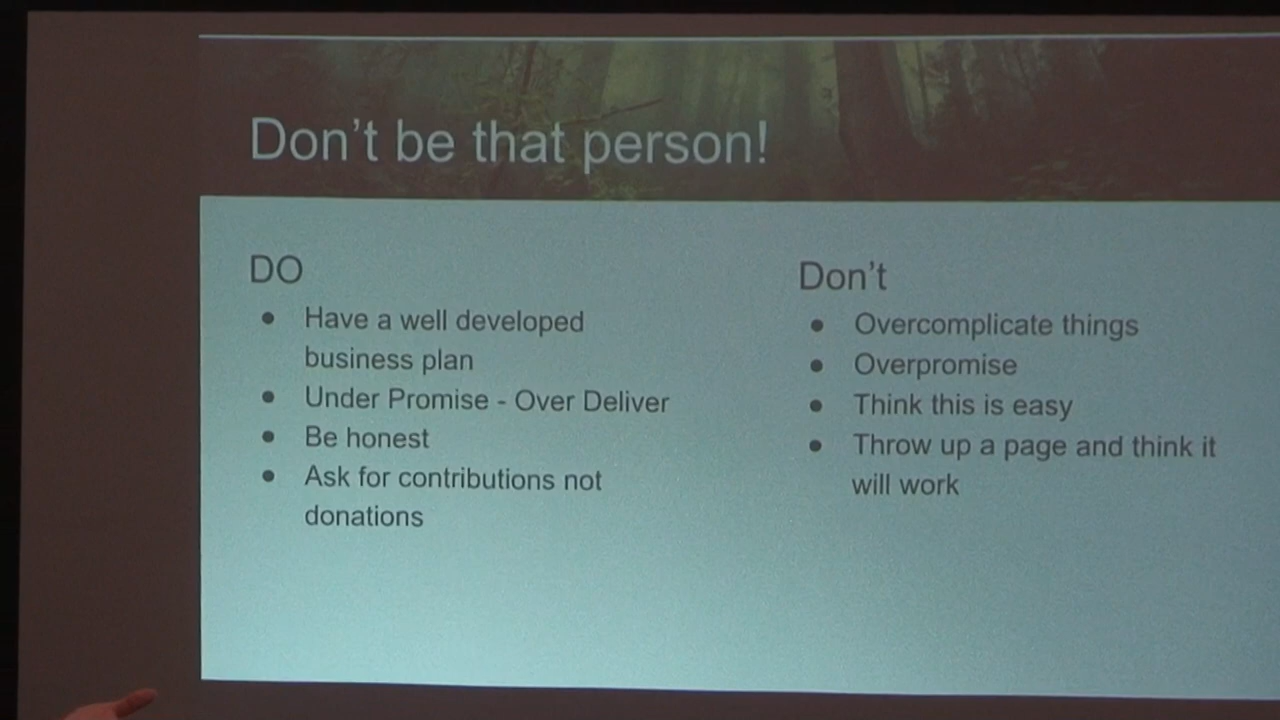 Don't be that person!
DO
Have a well developed
business plan
Under Promise - Over Deliver
Be honest
Ask for contributions not
donations
Don't
Overcomplicate things
Overpromise
Think this is easy
Throw up a page and think it
will work